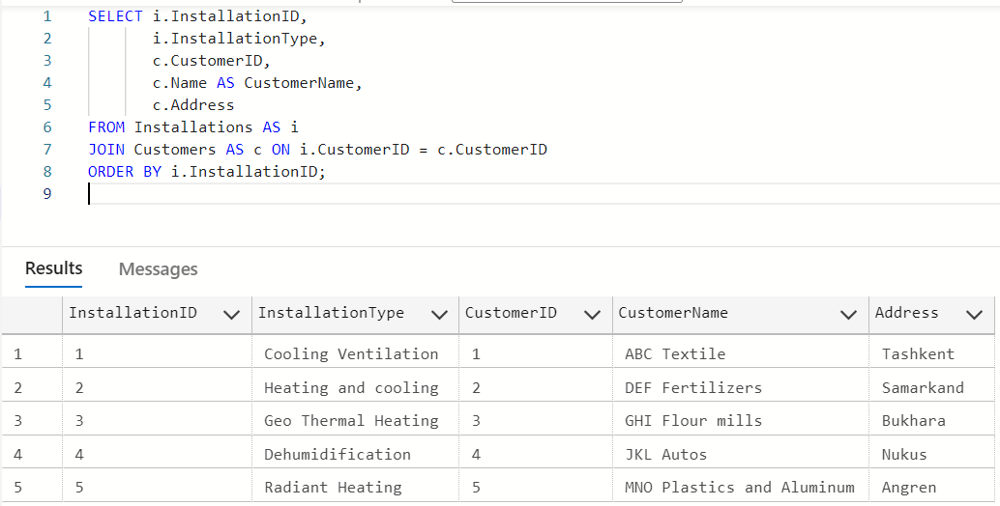 1 SELECT i.InstallationID,
2 i.InstallationType,
3 c.CustomerID,
4 c.Name AS CustomerName,
5 c.Address
6 FROM Installations AS i
7 JOIN Customers AS c ON i.CustomerID = c.CustomerID
8 ORDER BY i.InstallationID;
9
Results Messages
InstallationID InstallationType CustomerID CustomerName Address
1 1 Cooling Ventilation 1 ABC Textile Tashkent
2 2 Heating and cooling 2 DEF Fertilizers Samarkand
3 3 Geo Thermal Heating 3 GHI Flour mills Bukhara
4 4 Dehumidification 4 JKL Autos Nukus
5 5 Radiant Heating 5 MNO Plastics and Aluminum Angren